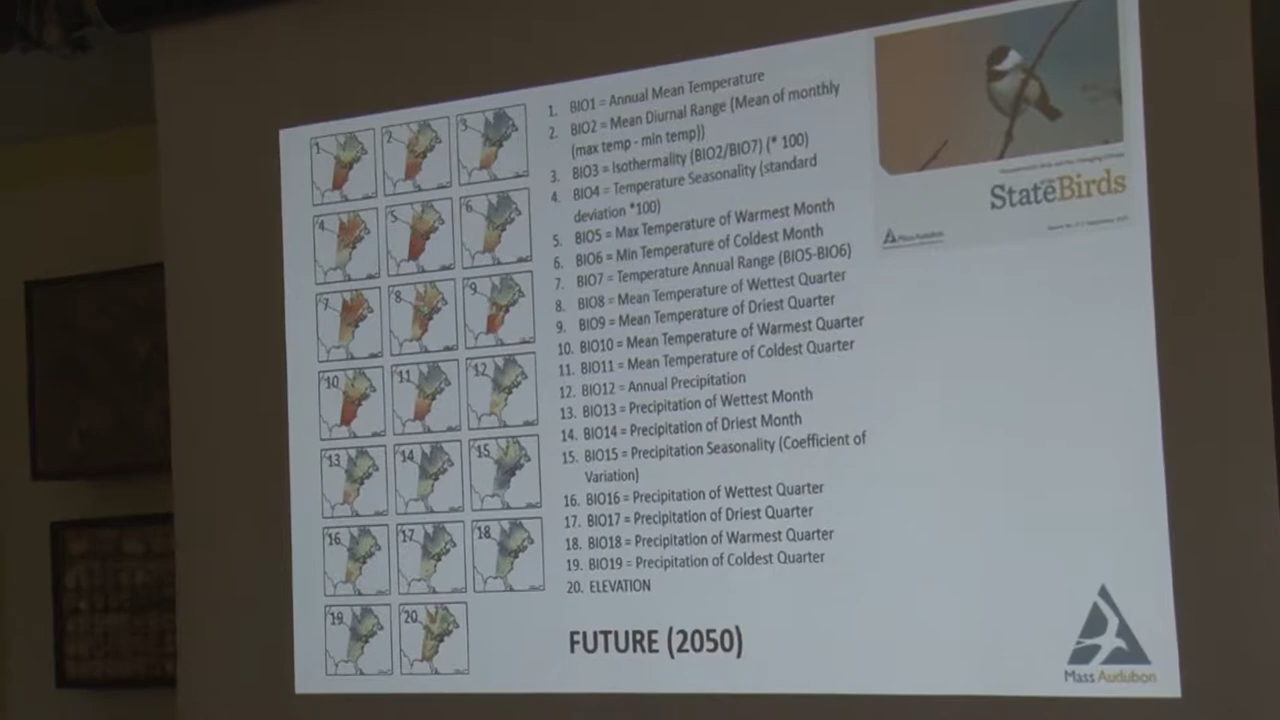 1. BIO1 = Annual Mean Temperature
2. BIO2 = Mean Diurnal Range (Mean of monthly
(max temp - min temp))
3. BIO3 = Isothermality (BIO2/BIO7) (* 100)
4. BIO4 = Temperature Seasonality (standard
deviation *100)
5. BIO5 = Max Temperature of Warmest Month
6. BIO6 = Min Temperature of Coldest Month
7. BIO7 = Temperature Annual Range (BIO5-BIO6)
8. BIO8 = Mean Temperature of Wettest Quarter
9. BIO9 = Mean Temperature of Driest Quarter
10. BIO10 = Mean Temperature of Warmest Quarter
11. BIO11 = Mean Temperature of Coldest Quarter
12. BIO12 = Annual Precipitation
13. BIO13 = Precipitation of Wettest Month
14. BIO14 = Precipitation of Driest Month
15. BIO15 = Precipitation Seasonality (Coefficient of
Variation)
16. BIO16 = Precipitation of Wettest Quarter
17. BIO17 = Precipitation of Driest Quarter
18. BIO18 = Precipitation of Warmest Quarter
19. BIO19 = Precipitation of Coldest Quarter
20. ELEVATION
FUTURE (2050)
1 2 3
4 5 6
7 8 9
10 11 12
13 14 15
16 17 18
19 20
State of the Birds
Mass Audubon
Mass Audubon